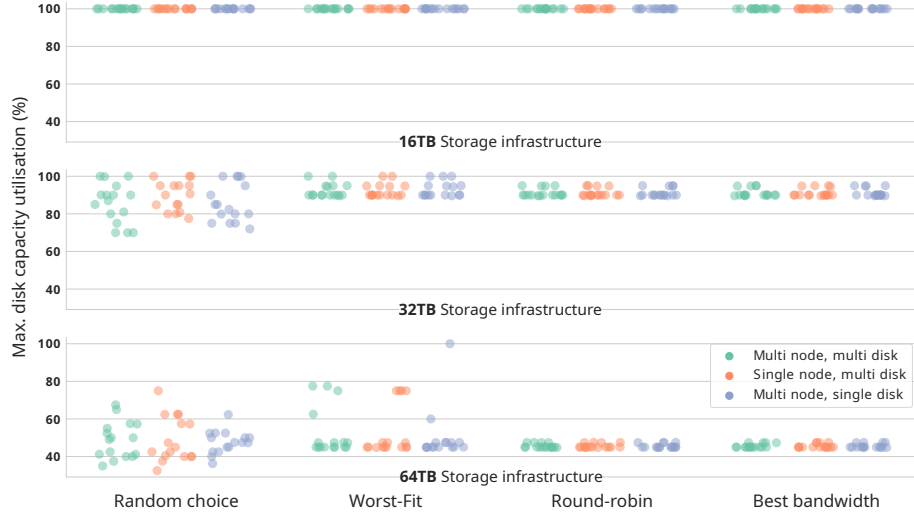 Max. disk capacity utilisation (%)
100
80
60
40
16TB Storage infrastructure
100
80
60
40
32TB Storage infrastructure
100
80
60
40
Multi node, multi disk
Single node, multi disk
Multi node, single disk
64TB Storage infrastructure
Random choice Worst-Fit Round-robin Best bandwidth